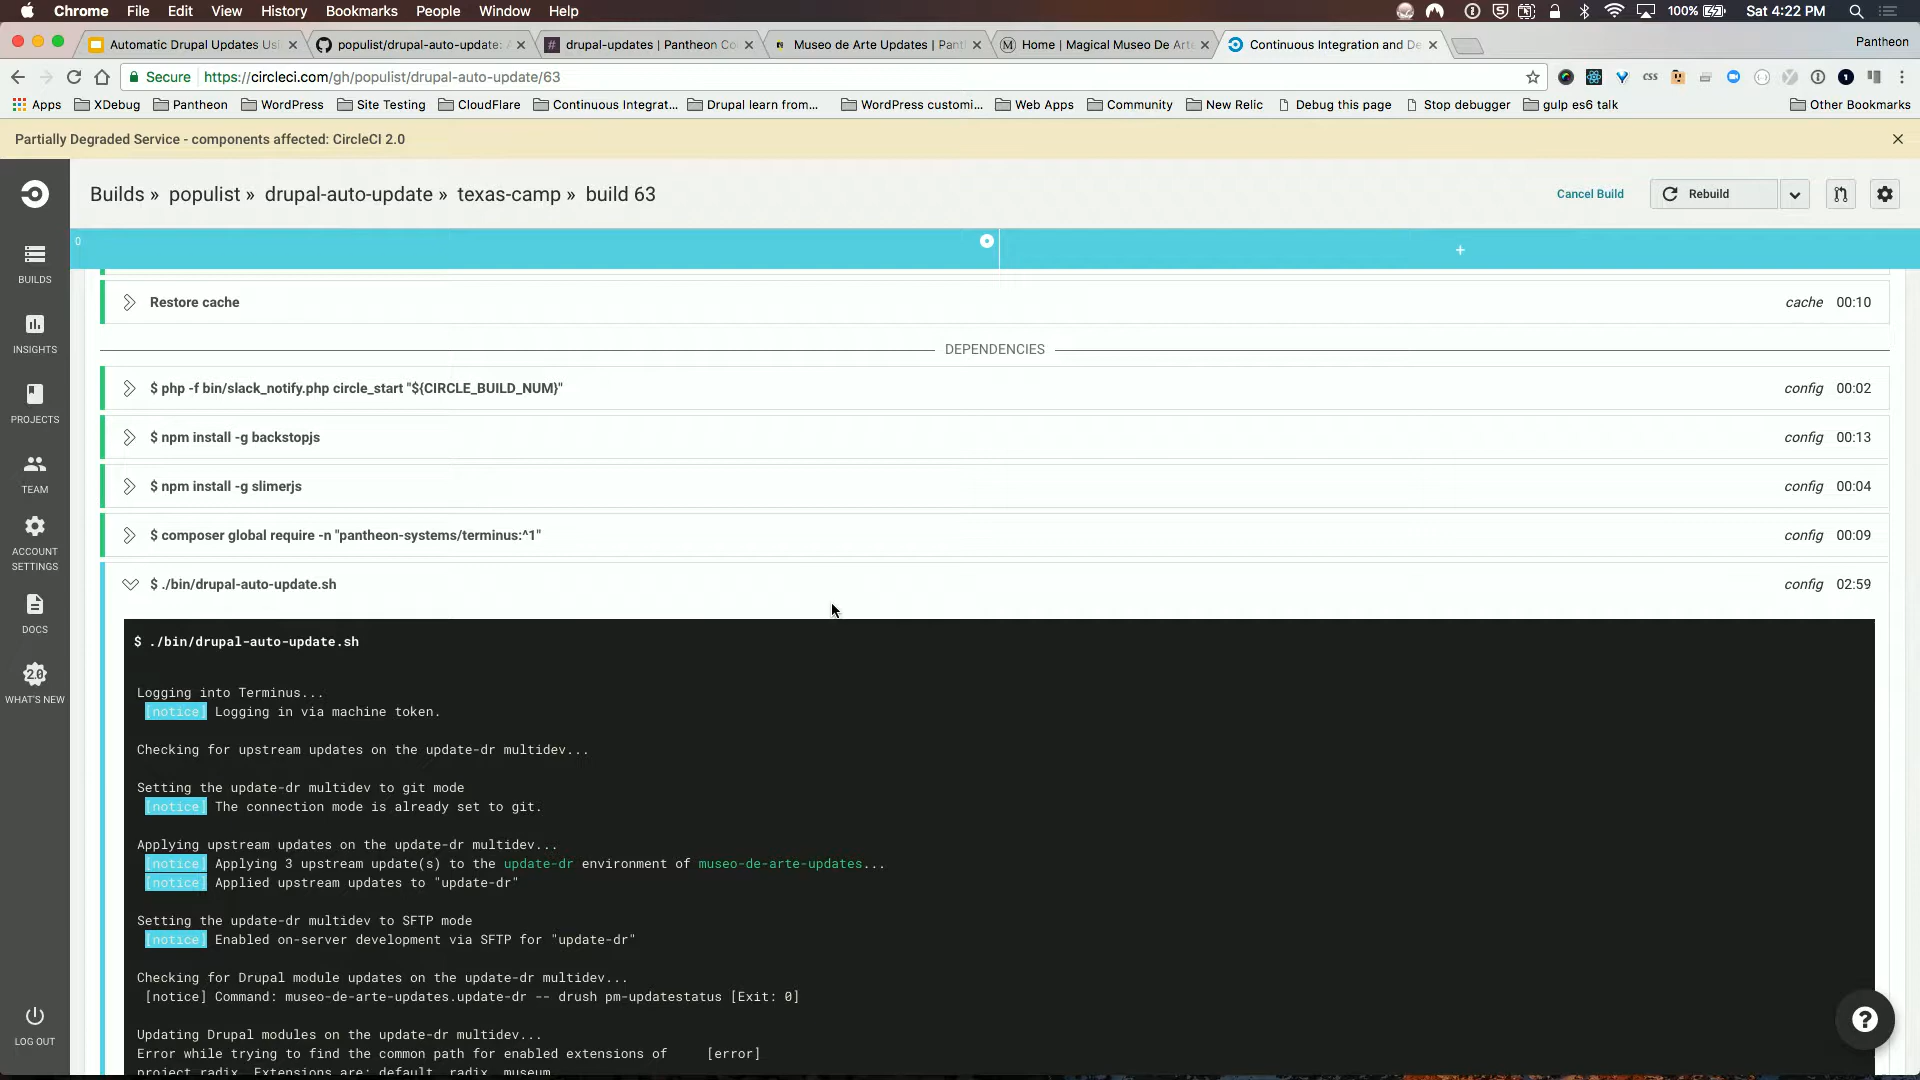 Chrome File Edit View History Bookmarks People Window Help 100% Sat 4:22 PM
Automatic Drupal Updates Usi populist/drupal-auto-update: drupal-updates | Pantheon Co Museo de Arte Updates | Pant Home | Magical Museo De Arte Continuous Integration and De Pantheon
Secure https://circleci.com/gh/populist/drupal-auto-update/63
Apps XDebug Pantheon WordPress Site Testing CloudFlare Continuous Integrat... Drupal learn from... WordPress customi... Web Apps Community New Relic Debug this page Stop debugger gulp es6 talk Other Bookmarks
Partially Degraded Service - components affected: CircleCI 2.0
Builds » populist » drupal-auto-update » texas-camp » build 63
Cancel Build Rebuild
0 +
BUILDS
INSIGHTS
PROJECTS
TEAM
ACCOUNT
SETTINGS
DOCS
2.0
WHAT'S NEW
LOG OUT
Restore cache cache 00:10
DEPENDENCIES
$ php -f bin/slack_notify.php circle_start "${CIRCLE_BUILD_NUM}" config 00:02
$ npm install -g backstopjs config 00:13
$ npm install -g slimerjs config 00:04
$ composer global require -n "pantheon-systems/terminus:^1" config 00:09
$ ./bin/drupal-auto-update.sh config 02:59
$ ./bin/drupal-auto-update.sh
Logging into Terminus...
[notice] Logging in via machine token.
Checking for upstream updates on the update-dr multidev...
Setting the update-dr multidev to git mode
[notice] The connection mode is already set to git.
Applying upstream updates on the update-dr multidev...
[notice] Applying 3 upstream update(s) to the update-dr environment of museo-de-arte-updates...
[notice] Applied upstream updates to "update-dr"
Setting the update-dr multidev to SFTP mode
[notice] Enabled on-server development via SFTP for "update-dr"
Checking for Drupal module updates on the update-dr multidev...
[notice] Command: museo-de-arte-updates.update-dr -- drush pm-updatestatus [Exit: 0]
Updating Drupal modules on the update-dr multidev...
Error while trying to find the common path for enabled extensions of [error]
project radix. Extensions are: default, radix, museum.
?